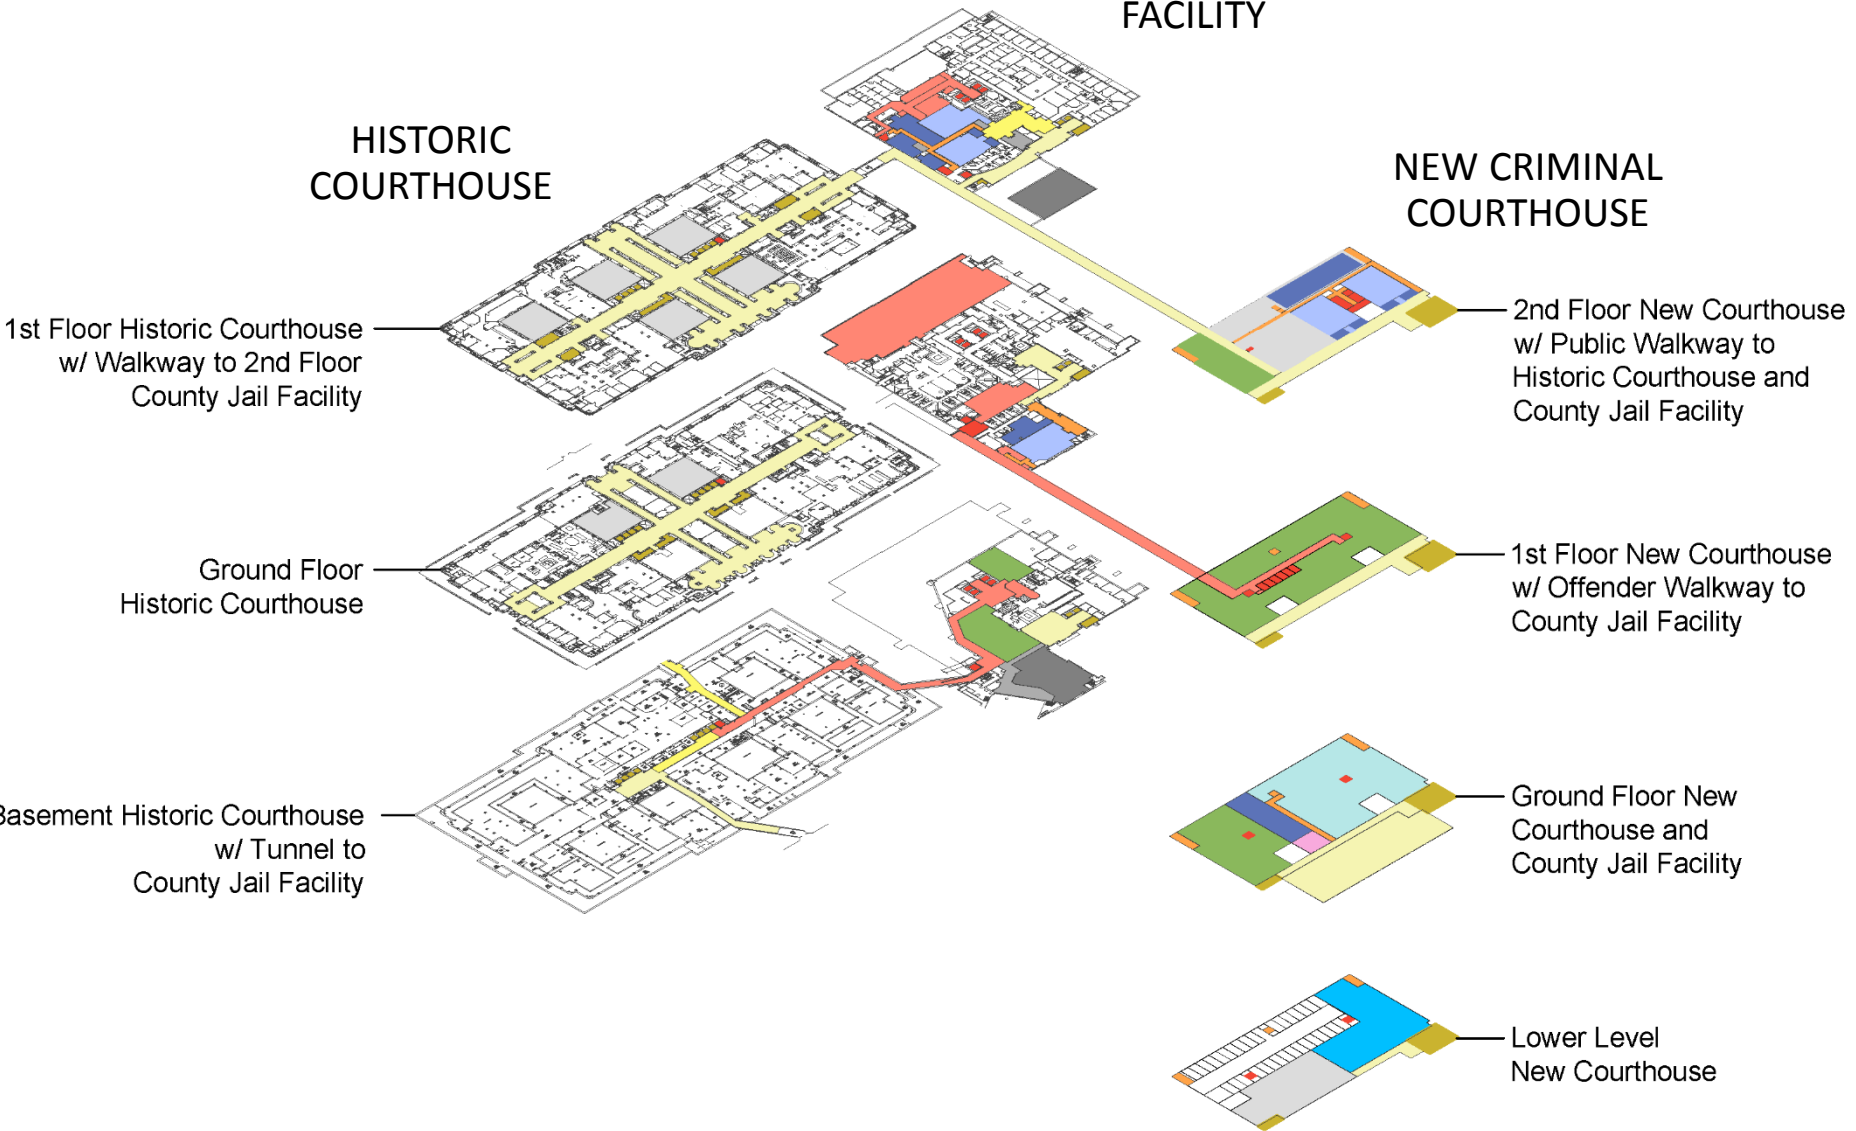 FACILITY
HISTORIC
COURTHOUSE
NEW CRIMINAL
COURTHOUSE
1st Floor Historic Courthouse
w/ Walkway to 2nd Floor
County Jail Facility
2nd Floor New Courthouse
w/ Public Walkway to
Historic Courthouse and
County Jail Facility
Ground Floor
Historic Courthouse
1st Floor New Courthouse
w/ Offender Walkway to
County Jail Facility
Basement Historic Courthouse
w/ Tunnel to
County Jail Facility
Ground Floor New
Courthouse and
County Jail Facility
Lower Level
New Courthouse